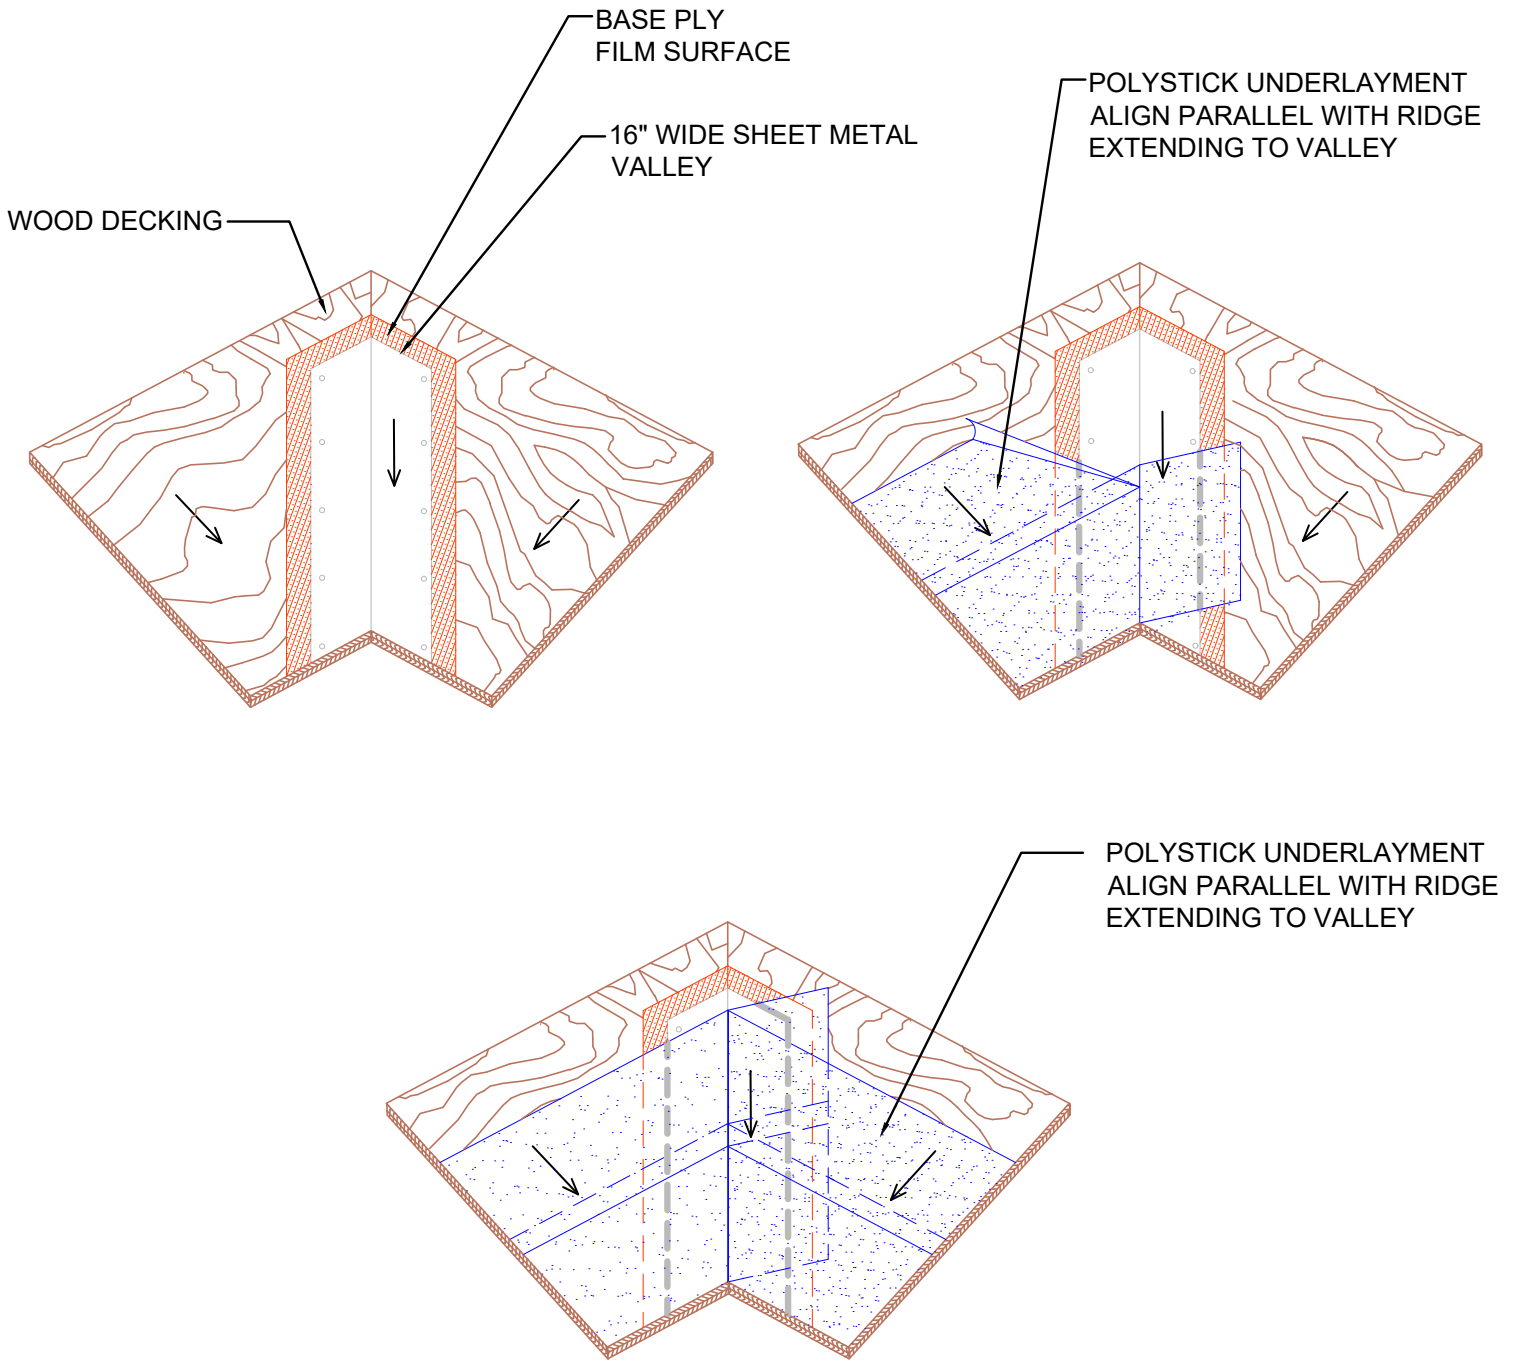 BASE PLY
FILM SURFACE
16" WIDE SHEET METAL
VALLEY
WOOD DECKING
POLYSTICK UNDERLAYMENT
ALIGN PARALLEL WITH RIDGE
EXTENDING TO VALLEY
POLYSTICK UNDERLAYMENT
ALIGN PARALLEL WITH RIDGE
EXTENDING TO VALLEY